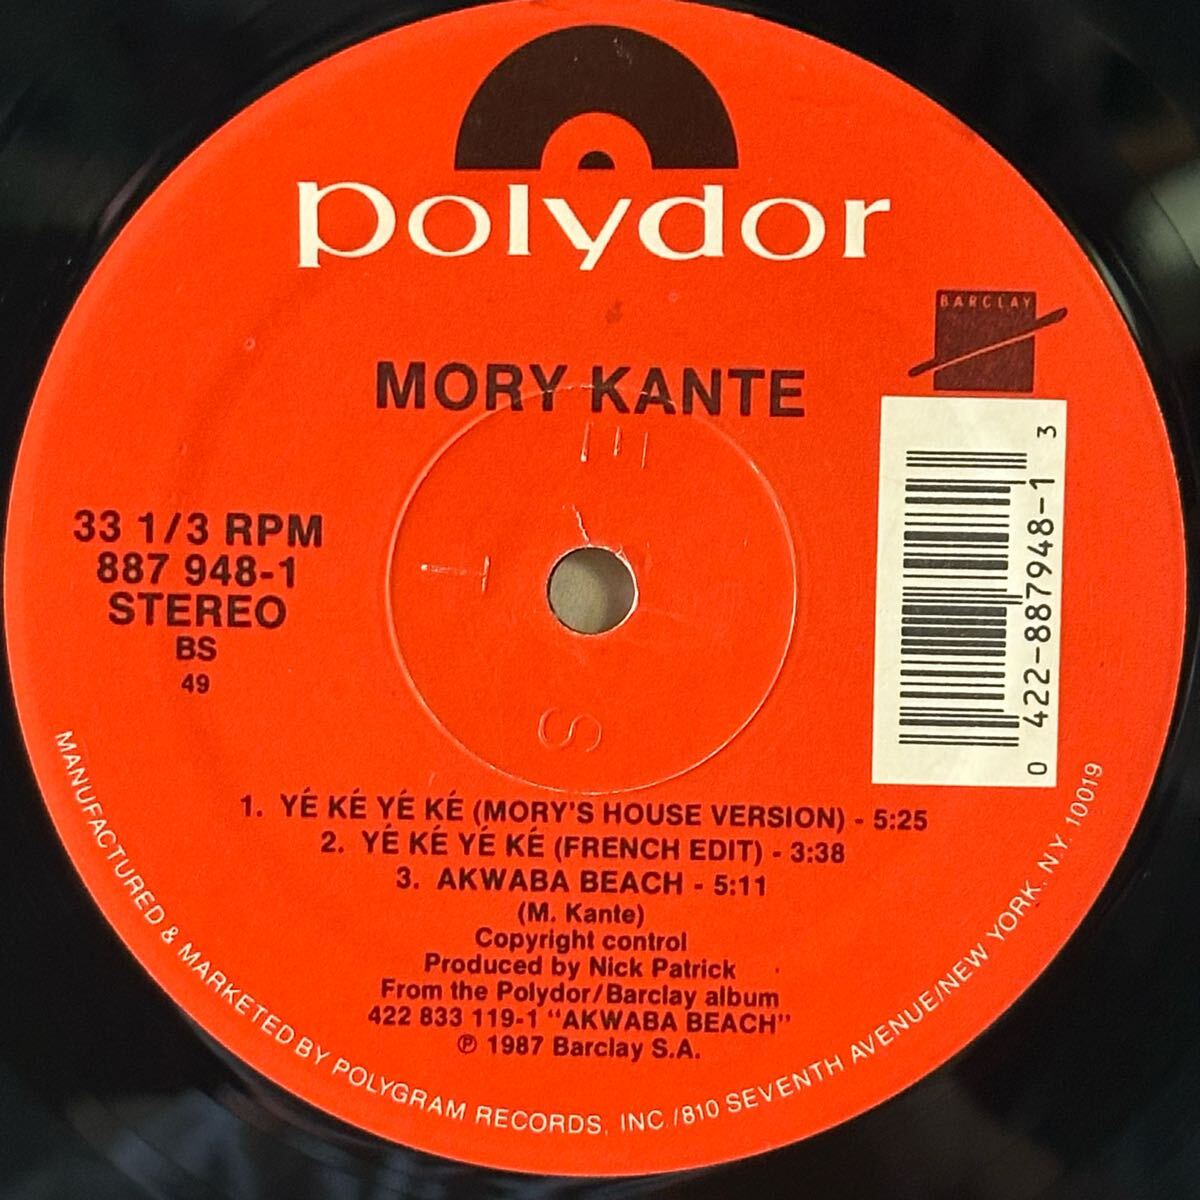 polydor
BARCLAY
MORY KANTE
33 1/3 RPM
887 948-1
STEREO
BS
49
0 422-887948-1 3
1. YÉ KÉ YÉ KÉ (MORY'S HOUSE VERSION) - 5:25
2. YÉ KÉ YÉ KÉ (FRENCH EDIT) - 3:38
3. AKWABA BEACH - 5:11
(M. Kante)
Copyright control
Produced by Nick Patrick
From the Polydor/Barclay album
422 833 119-1 "AKWABA BEACH"
℗ 1987 Barclay S.A.
MANUFACTURED & MARKETED BY POLYGRAM RECORDS, INC./810 SEVENTH AVENUE/NEW YORK, N.Y. 10019